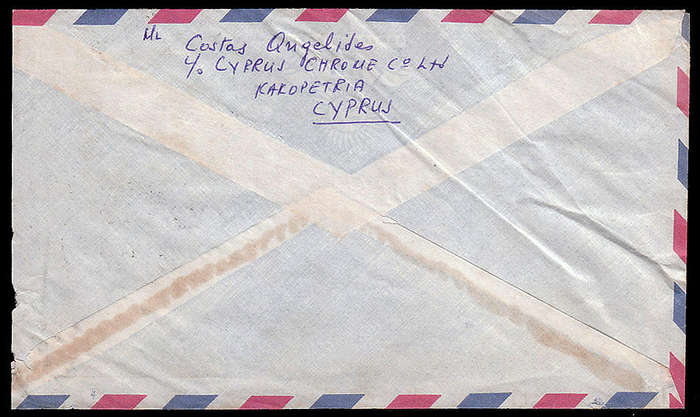 Mr Costas Angelides
c/o CYPRUS CHROME Co Ltd
KAKOPETRIA
CYPRUS